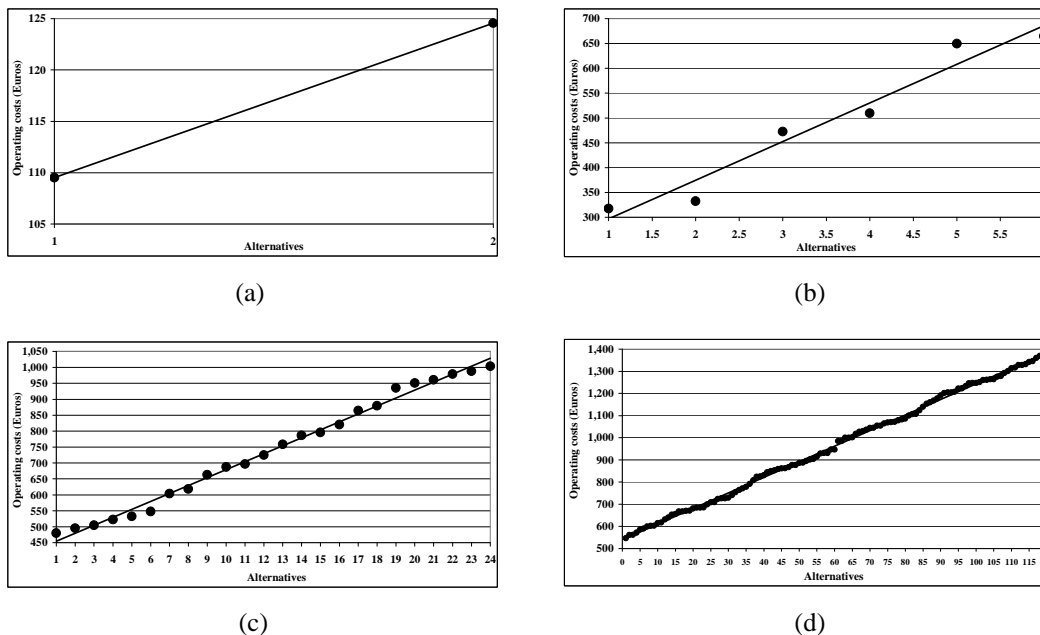 125
120
115
110
105
Operating costs (Euros)
1
2
Alternatives
(a)
700
650
600
550
500
450
400
350
300
Operating costs (Euros)
1 1.5 2 2.5 3 3.5 4 4.5 5 5.5
Alternatives
(b)
1,050
1,000
950
900
850
800
750
700
650
600
550
500
450
Operating costs (Euros)
1 2 3 4 5 6 7 8 9 10 11 12 13 14 15 16 17 18 19 20 21 22 23 24
Alternatives
(c)
1,400
1,300
1,200
1,100
1,000
900
800
700
600
500
Operating costs (Euros)
0 5 10 15 20 25 30 35 40 45 50 55 60 65 70 75 80 85 90 95 100 105 110 115
Alternatives
(d)